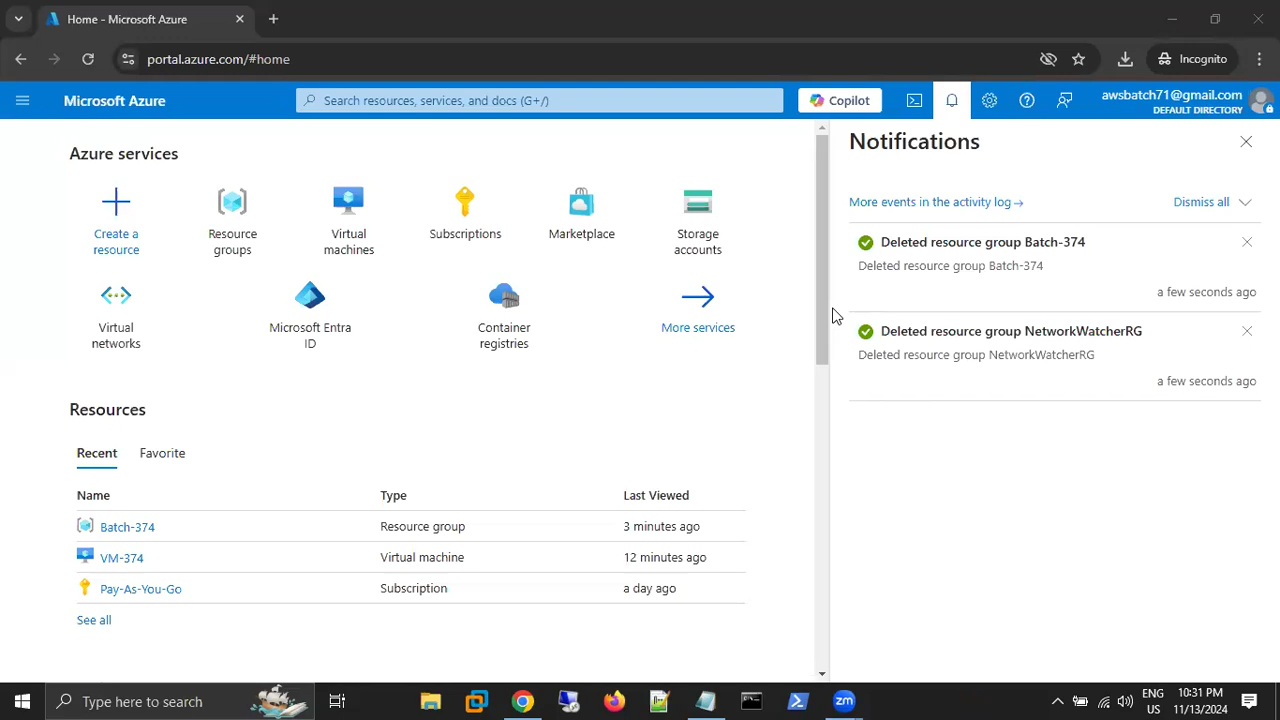 Home - Microsoft Azure
portal.azure.com/#home
Incognito
Microsoft Azure
Search resources, services, and docs (G+/)
Copilot
awsbatch71@gmail.com
DEFAULT DIRECTORY
Azure services
Create a
resource
Resource
groups
Virtual
machines
Subscriptions
Marketplace
Storage
accounts
Virtual
networks
Microsoft Entra
ID
Container
registries
More services
Resources
Recent
Favorite
Name
Type
Last Viewed
Batch-374
Resource group
3 minutes ago
VM-374
Virtual machine
12 minutes ago
Pay-As-You-Go
Subscription
a day ago
See all
Notifications
More events in the activity log →
Dismiss all
Deleted resource group Batch-374
Deleted resource group Batch-374
a few seconds ago
Deleted resource group NetworkWatcherRG
Deleted resource group NetworkWatcherRG
a few seconds ago
Type here to search
zm
ENG
US
10:31 PM
11/13/2024